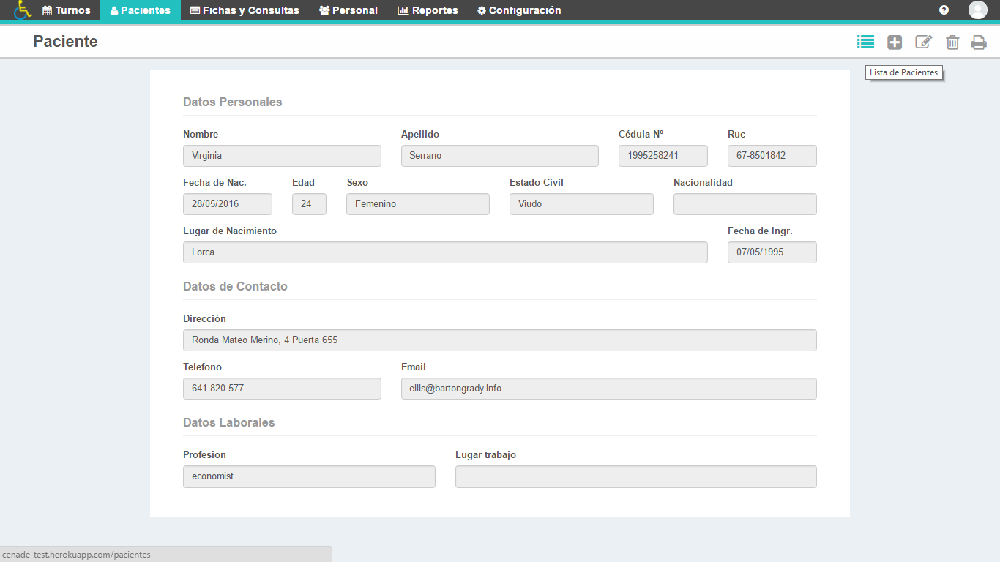 Turnos Pacientes Fichas y Consultas Personal Reportes Configuración
Paciente
Lista de Pacientes
Datos Personales
Nombre Apellido Cédula Nº Ruc
Virginia Serrano 1995258241 67-8501842
Fecha de Nac. Edad Sexo Estado Civil Nacionalidad
28/05/2016 24 Femenino Viudo
Lugar de Nacimiento Fecha de Ingr.
Lorca 07/05/1995
Datos de Contacto
Dirección
Ronda Mateo Merino, 4 Puerta 655
Telefono Email
641-820-577 ellis@bartongrady.info
Datos Laborales
Profesion Lugar trabajo
economist
cenade-test.herokuapp.com/pacientes